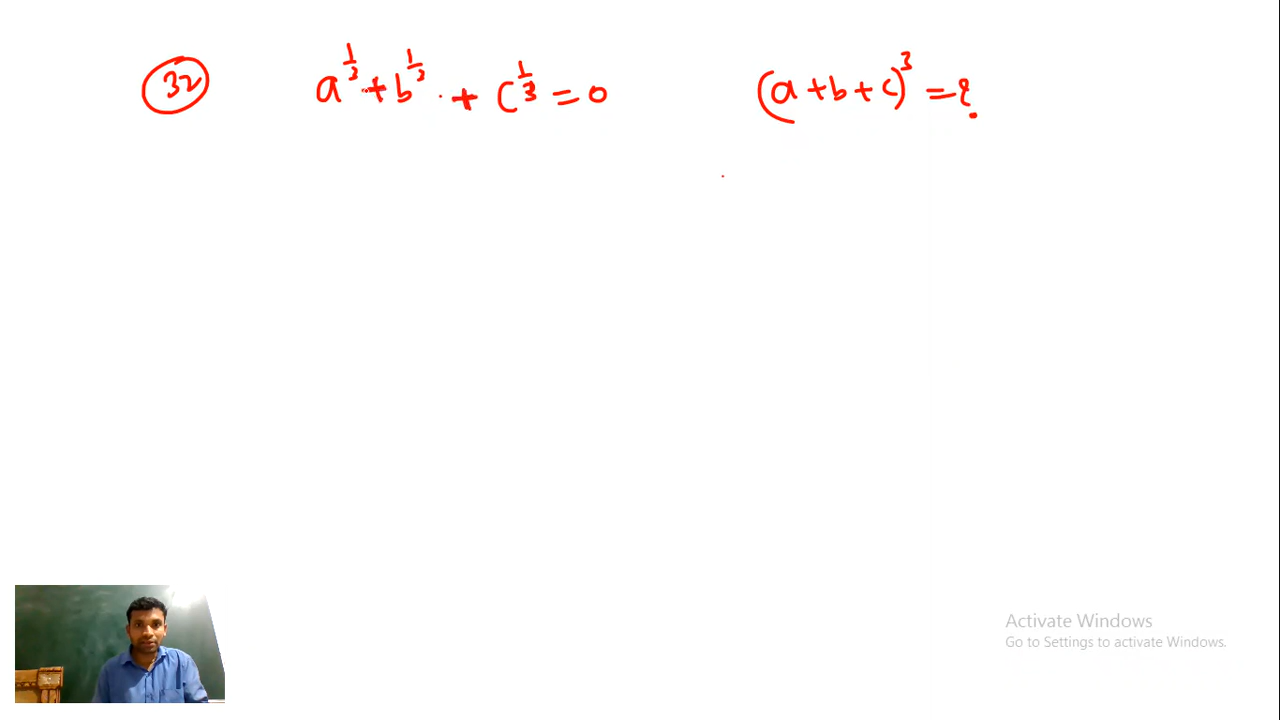 32 a^{1/3} + b^{1/3} + c^{1/3} = 0 (a + b + c)^3 = ?
Activate Windows
Go to Settings to activate Windows.